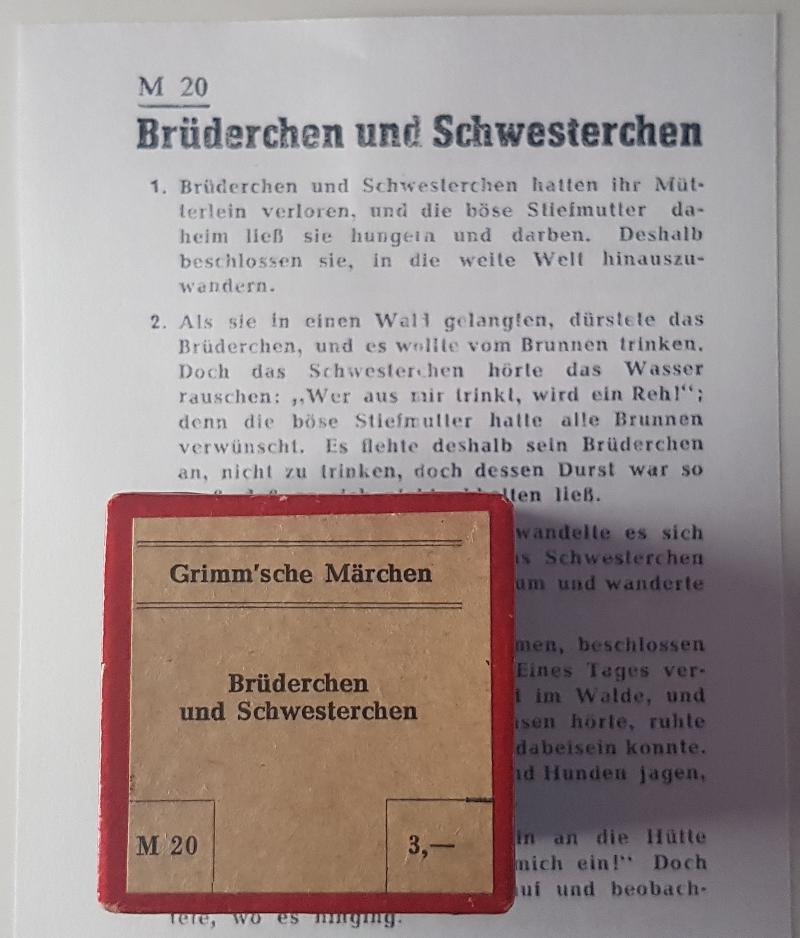 M 20
Brüderchen und Schwesterchen
1. Brüderchen und Schwesterchen hatten ihr Müt-
terlein verloren, und die böse Stiefmutter da-
heim ließ sie hungern und darben. Deshalb
beschlossen sie, in die weite Welt hinauszu-
wandern.
2. Als sie in einen Wald gelangten, dürstete das
Brüderchen, und es wollte vom Brunnen trinken.
Doch das Schwesterchen hörte das Wasser
rauschen: „Wer aus mir trinkt, wird ein Reh!“;
denn die böse Stiefmutter hatte alle Brunnen
verwünscht. Es flehte deshalb sein Brüderchen
an, nicht zu trinken, doch dessen Durst war so
lten ließ.
wandelte es sich
s Schwesterchen
um und wanderte
men, beschlossen
Eines Tages ver-
t im Walde, und
sen hörte, ruhte
dabeisein konnte.
nd Hunden jagen,
in an die Hütte
mich ein!“ Doch
uf und beobach-
tete, wo es hinging.
Grimm'sche Märchen
Brüderchen
und Schwesterchen
M 20
3,—